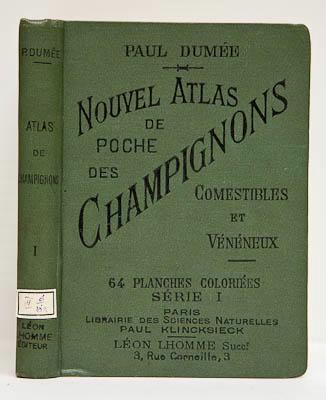 P. DUMÉE
ATLAS
DE
CHAMPIGNONS
I
LÉON
LHOMME
ÉDITEUR
PAUL DUMÉE
NOUVEL ATLAS
DE
POCHE
DES
CHAMPIGNONS
COMESTIBLES
ET
VÉNÉNEUX
64 PLANCHES COLORIÉES
SÉRIE I
PARIS
LIBRAIRIE DES SCIENCES NATURELLES
PAUL KLINCKSIECK
LÉON LHOMME Succr
3, Rue Corneille, 3